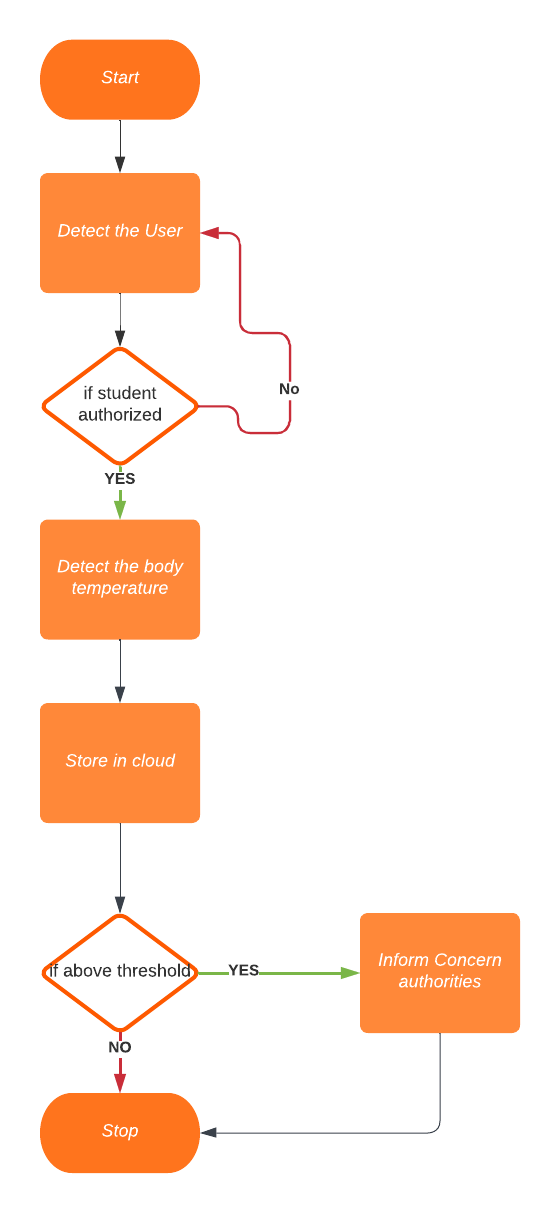 Start
Detect the User
if student
authorized
No
YES
Detect the body
temperature
Store in cloud
if above threshold
YES
Inform Concern
authorities
NO
Stop